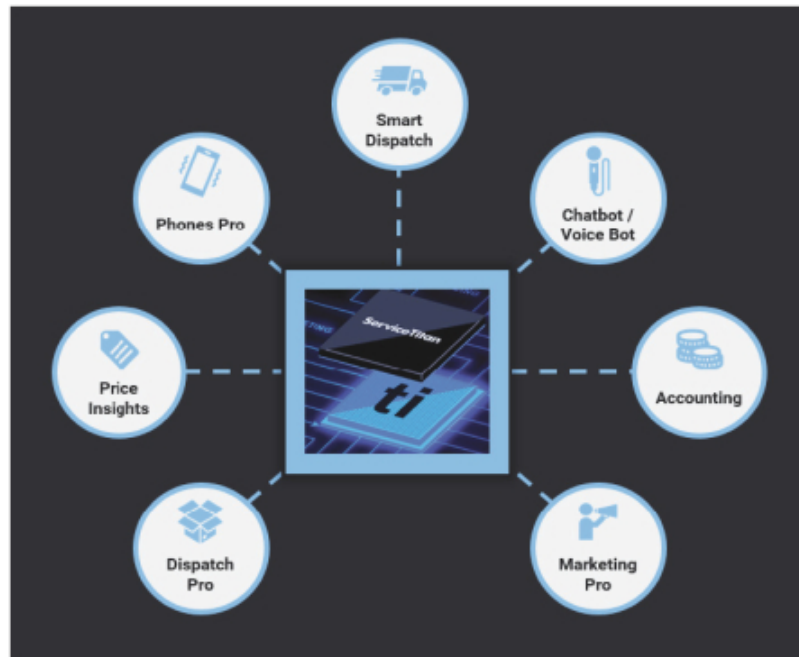 Smart
Dispatch
Phones Pro
Chatbot /
Voice Bot
ServiceTitan
ti
Price
Insights
Accounting
Dispatch
Pro
Marketing
Pro